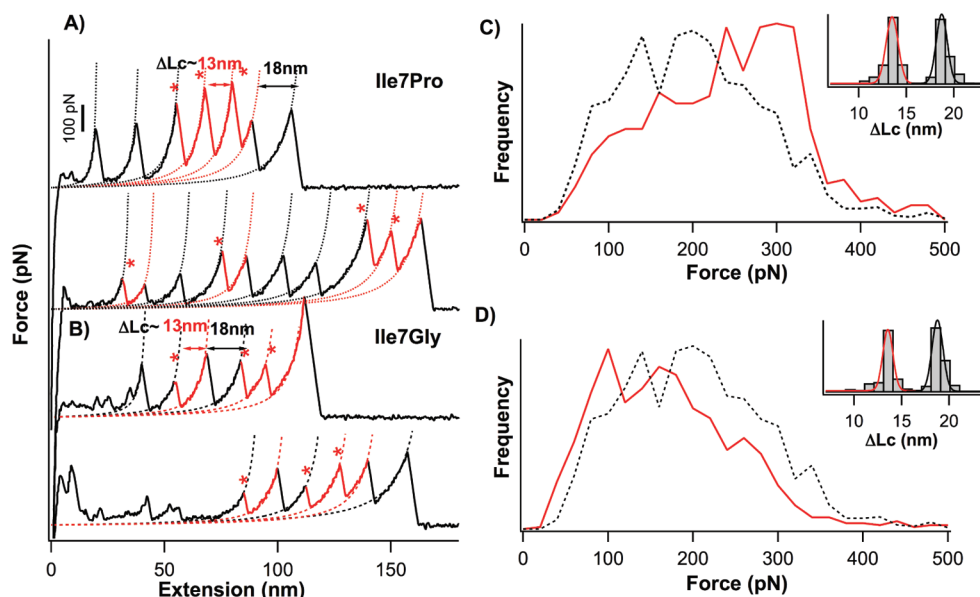 A)
ΔLc~13nm
18nm
Ile7Pro
* * *
100 pN
* * * *
Force (pN)
B)
ΔLc~ 13nm
18nm
Ile7Gly
* * *
* * *
0 50 100 150
Extension (nm)
C)
Frequency
10 15 20
ΔLc (nm)
0 100 200 300 400 500
Force (pN)
D)
Frequency
10 15 20
ΔLc (nm)
0 100 200 300 400 500
Force (pN)